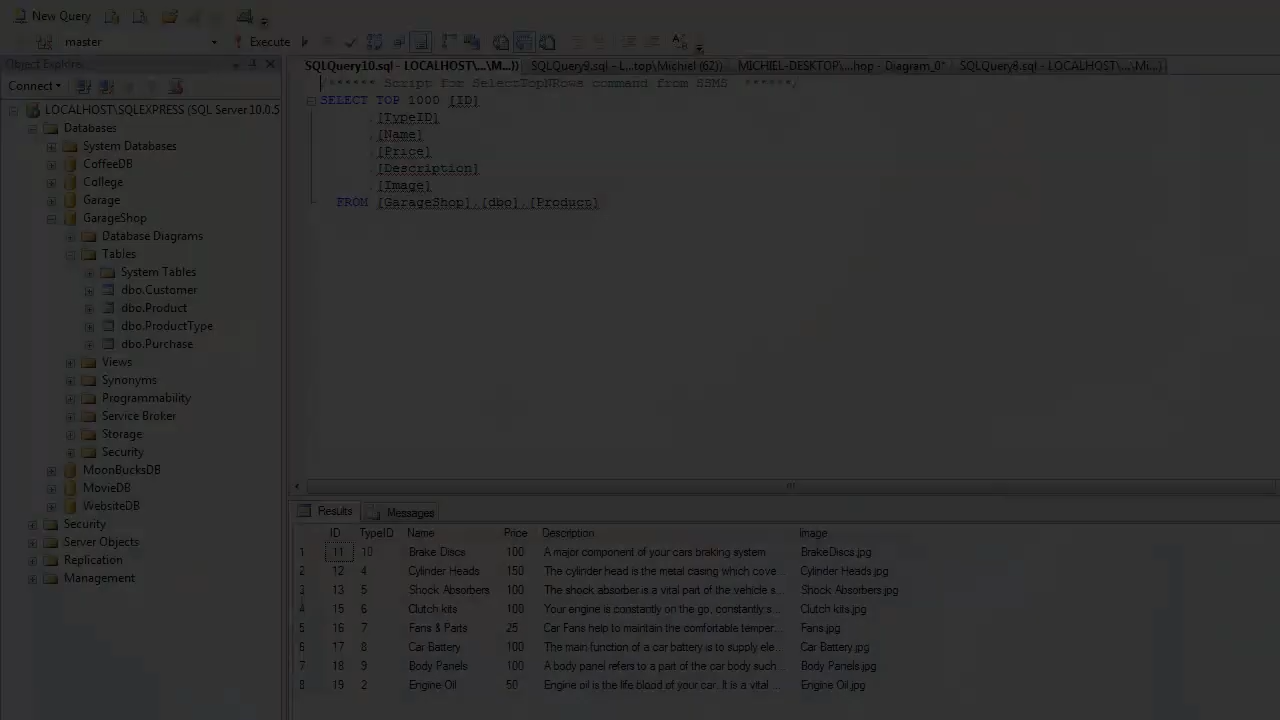 New Query
master
Execute
Object Explorer
Connect
LOCALHOST\SQLEXPRESS (SQL Server 10.0.5
Databases
System Databases
CoffeeDB
College
Garage
GarageShop
Database Diagrams
Tables
System Tables
dbo.Customer
dbo.Product
dbo.ProductType
dbo.Purchase
Views
Synonyms
Programmability
Service Broker
Storage
Security
MoonBucksDB
MovieDB
WebsiteDB
Security
Server Objects
Replication
Management
SQLQuery10.sql - LOCALHOST\...\M...)) SQLQuery9.sql - L...top\Michiel (62)) MICHIEL-DESKTOP\...hop - Diagram_0* SQLQuery8.sql - LOCALHOST\...\Mi...)
/****** Script for SelectTopNRows command from SSMS ******/
SELECT TOP 1000 [ID]
,[TypeID]
,[Name]
,[Price]
,[Description]
,[Image]
FROM [GarageShop].[dbo].[Product]
Results Messages
ID TypeID Name Price Description Image
1 11 10 Brake Discs 100 A major component of your cars braking system BrakeDiscs.jpg
2 12 4 Cylinder Heads 150 The cylinder head is the metal casing which cove... Cylinder Heads.jpg
3 13 5 Shock Absorbers 100 The shock absorber is a vital part of the vehicle s... Shock Absorbers.jpg
4 15 6 Clutch kits 100 Your engine is constantly on the go, constantly s... Clutch kits.jpg
5 16 7 Fans & Parts 25 Car Fans help to maintain the comfortable temper... Fans.jpg
6 17 8 Car Battery 100 The main function of a car battery is to supply ele... Car Battery.jpg
7 18 9 Body Panels 100 A body panel refers to a part of the car body such... Body Panels.jpg
8 19 2 Engine Oil 50 Engine oil is the life blood of your car. It is a vital ... Engine Oil.jpg